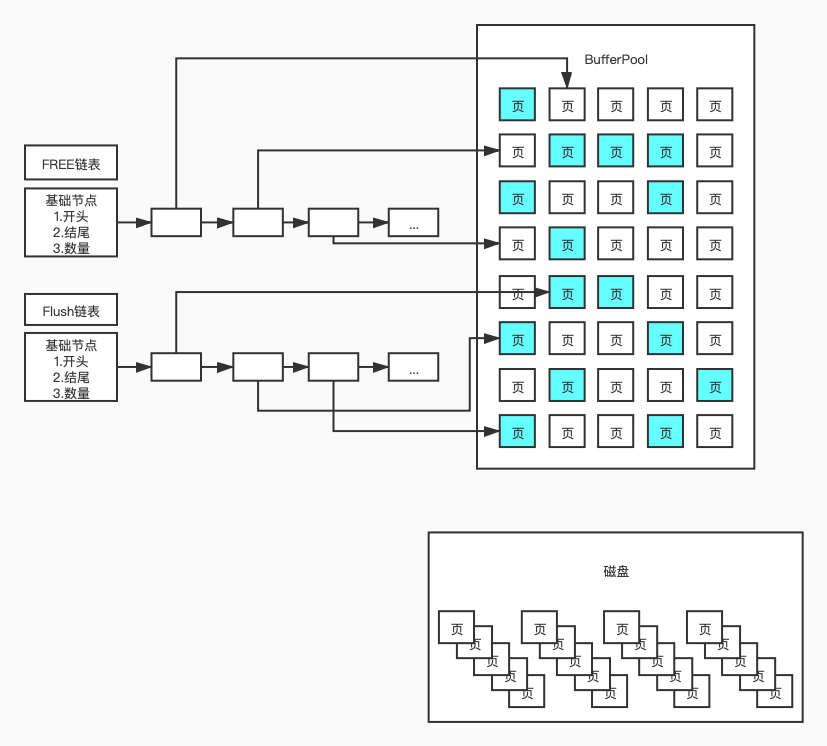 BufferPool
页 页 页 页 页
页 页 页 页 页
页 页 页 页 页
页 页 页 页 页
页 页 页 页 页
页 页 页 页 页
页 页 页 页 页
页 页 页 页 页
FREE链表
基础节点
1.开头
2.结尾
3.数量
...
Flush链表
基础节点
1.开头
2.结尾
3.数量
...
磁盘
页 页 页 页
页 页 页 页
页 页 页 页
页 页 页 页
页 页 页 页